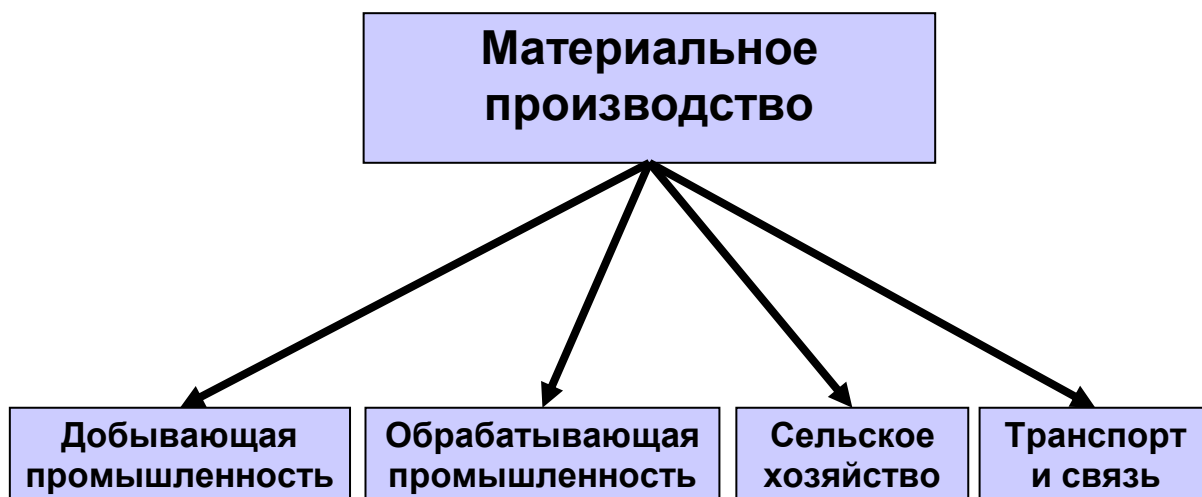 Материальное
производство
Добывающая
промышленность
Обрабатывающая
промышленность
Сельское
хозяйство
Транспорт
и связь